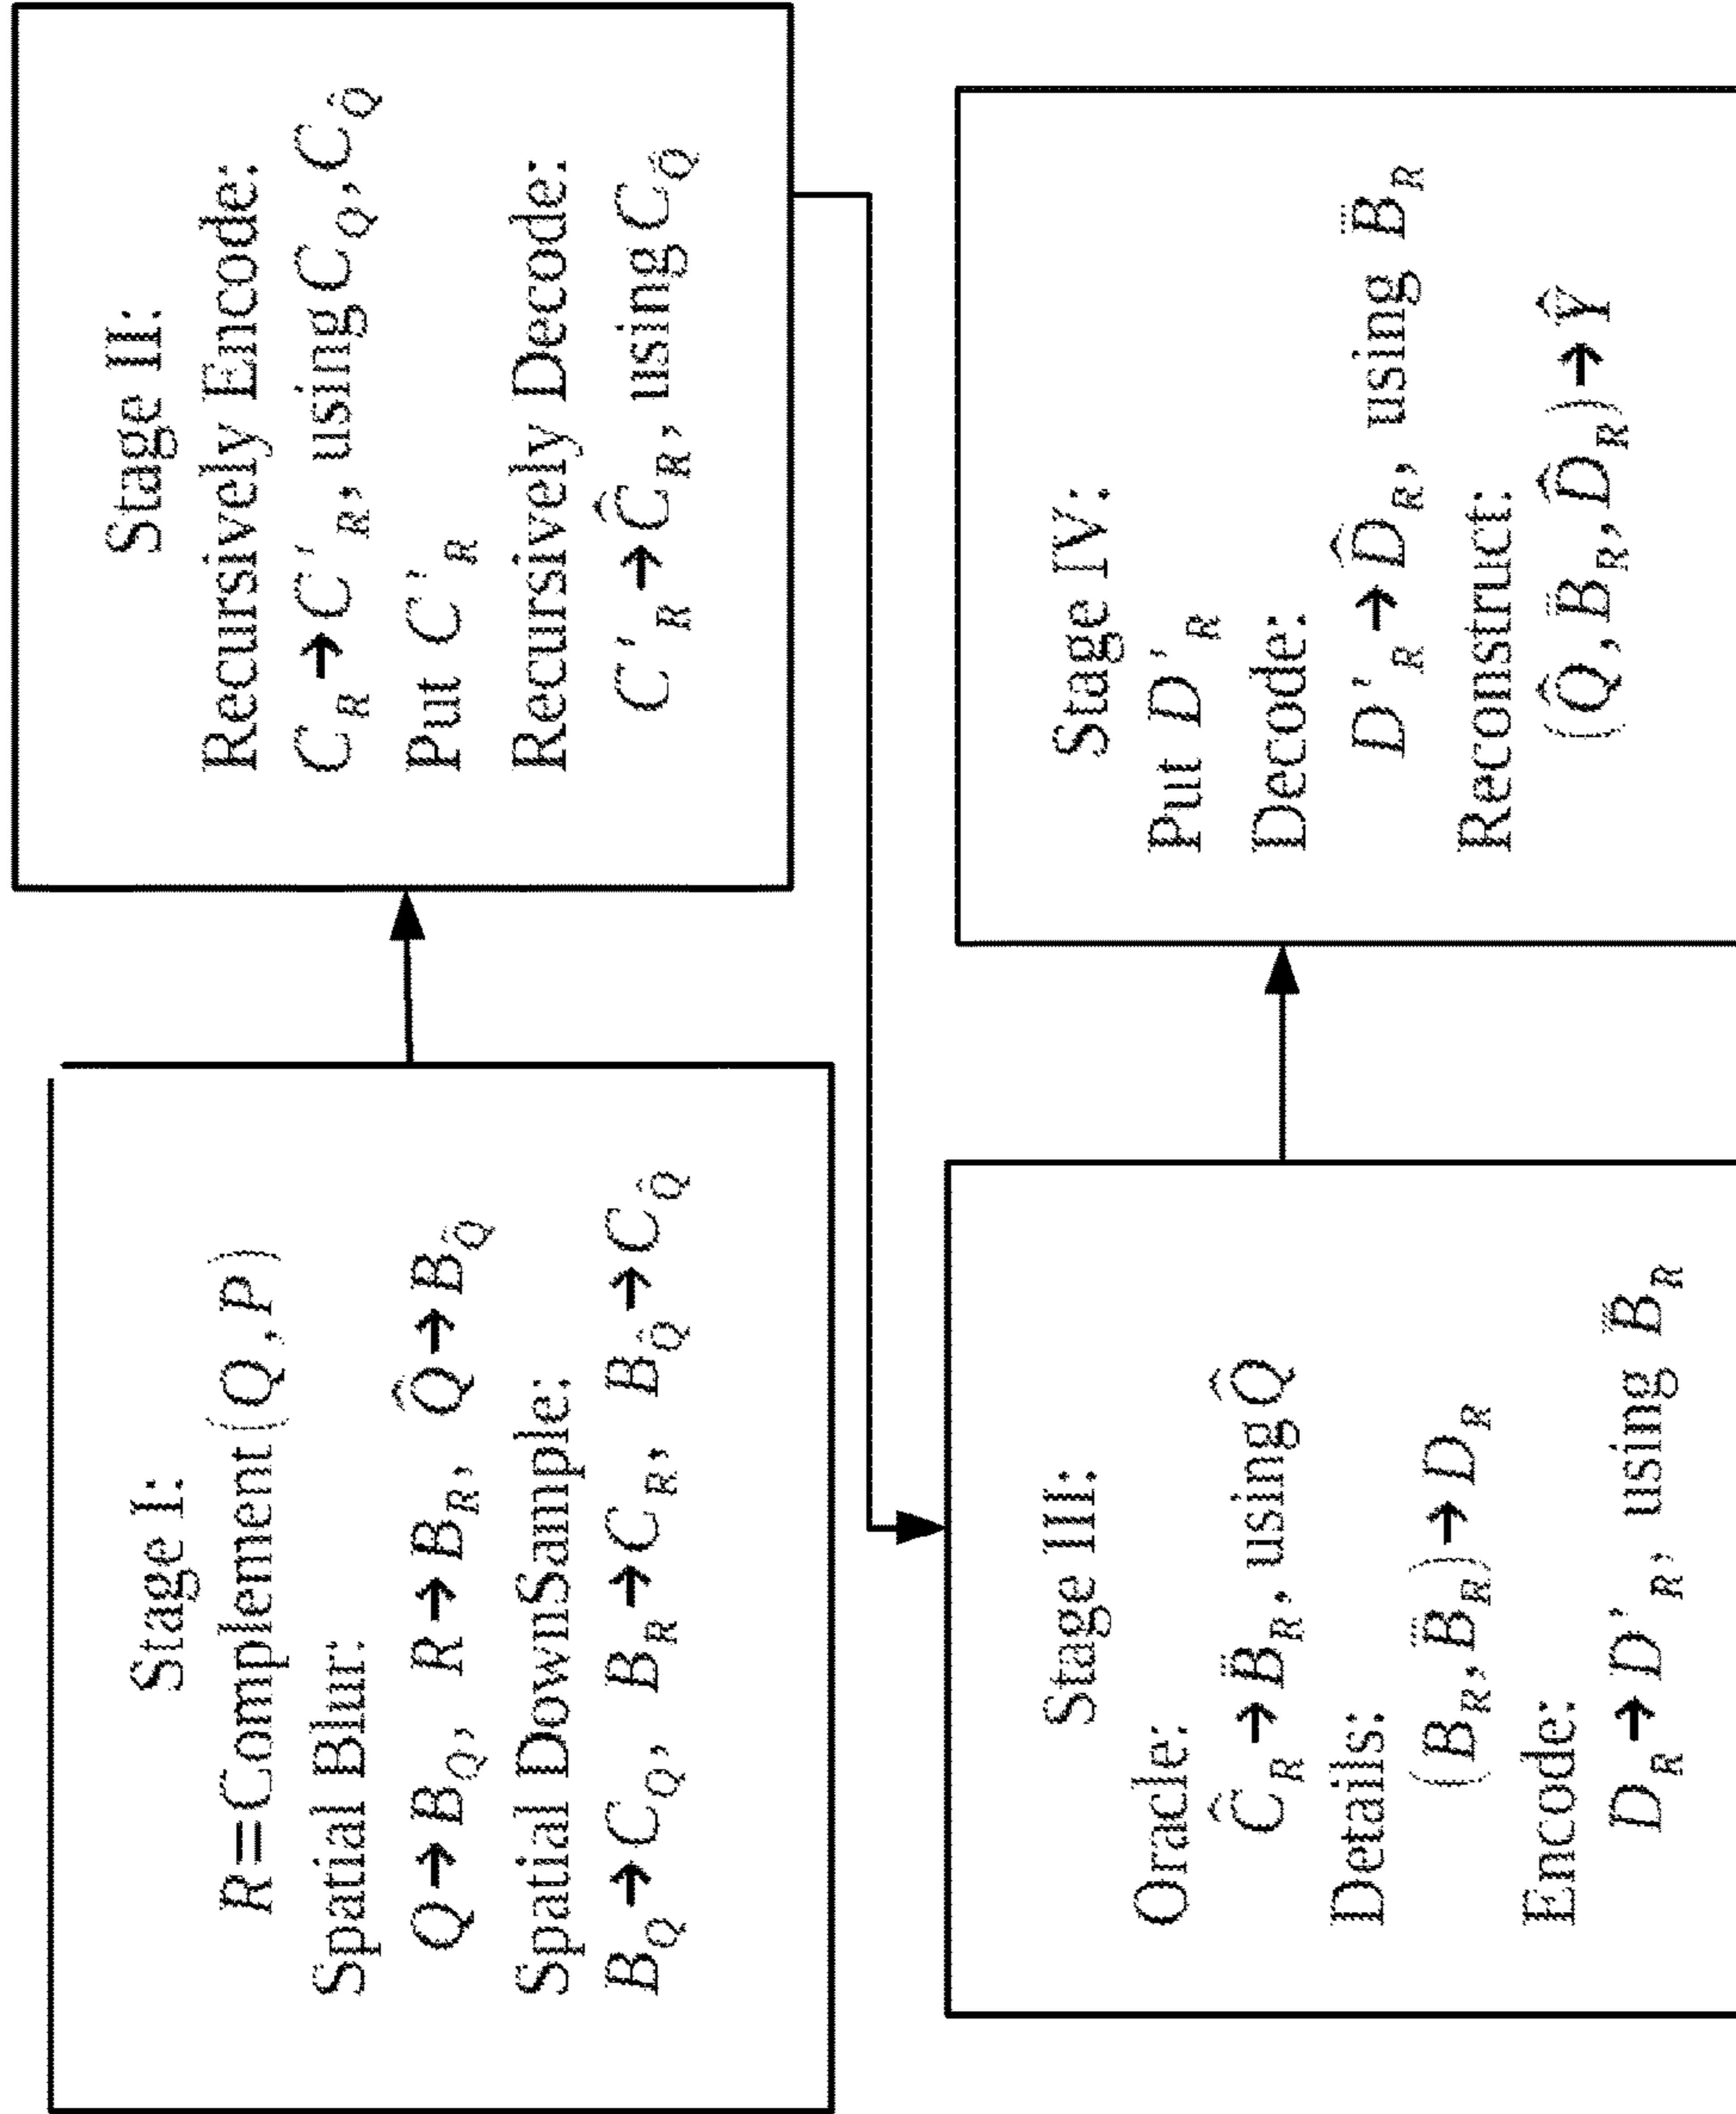 Stage I:
R=Complement(Q,P)
Spatial Blur:
Q→B_Q, R→B_R, Q̂→B_Q̂
Spatial DownSample:
B_Q→C_Q, B_R→C_R, B_Q̂→C_Q̂
Stage II:
Recursively Encode:
C_R→C'_R, using C_Q, C_Q̂
Put C'_R
Recursively Decode:
C'_R→Ĉ_R, using C_Q̂
Stage III:
Oracle:
Ĉ_R→B̈_R, using Q̂
Details:
(B_R, B̈_R)→D_R
Encode:
D_R→D'_R, using B̈_R
Stage IV:
Put D'_R
Decode:
D'_R→D̂_R, using B̈_R
Reconstruct:
(Q̂, B̈_R, D̂_R)→Ŷ